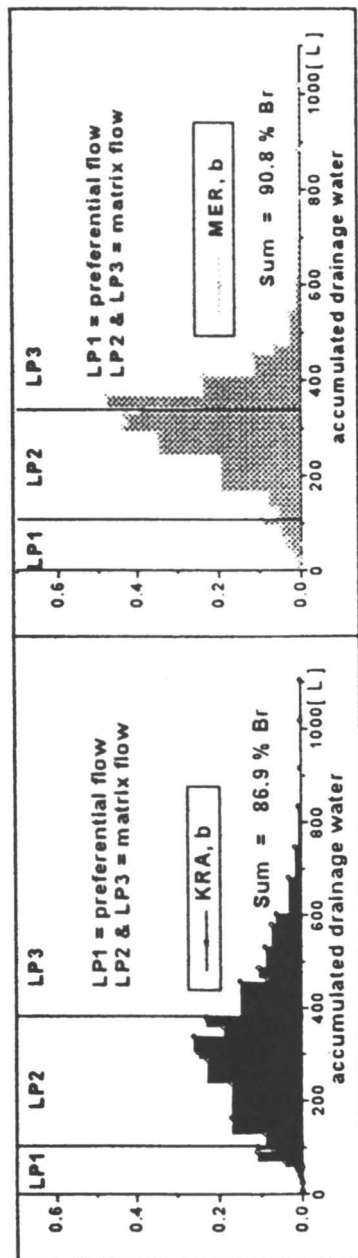 LP1 LP2 LP3
LP1 = preferential flow
LP2 & LP3 = matrix flow
KRA, b
Sum = 86.9 % Br
0.6
0.4
0.2
0.0
0 200 400 600 800 1000 [ L ]
accumulated drainage water
LP1 LP2 LP3
LP1 = preferential flow
LP2 & LP3 = matrix flow
MER, b
Sum = 90.8 % Br
0.6
0.4
0.2
0.0
0 200 400 600 800 1000 [ L ]
accumulated drainage water